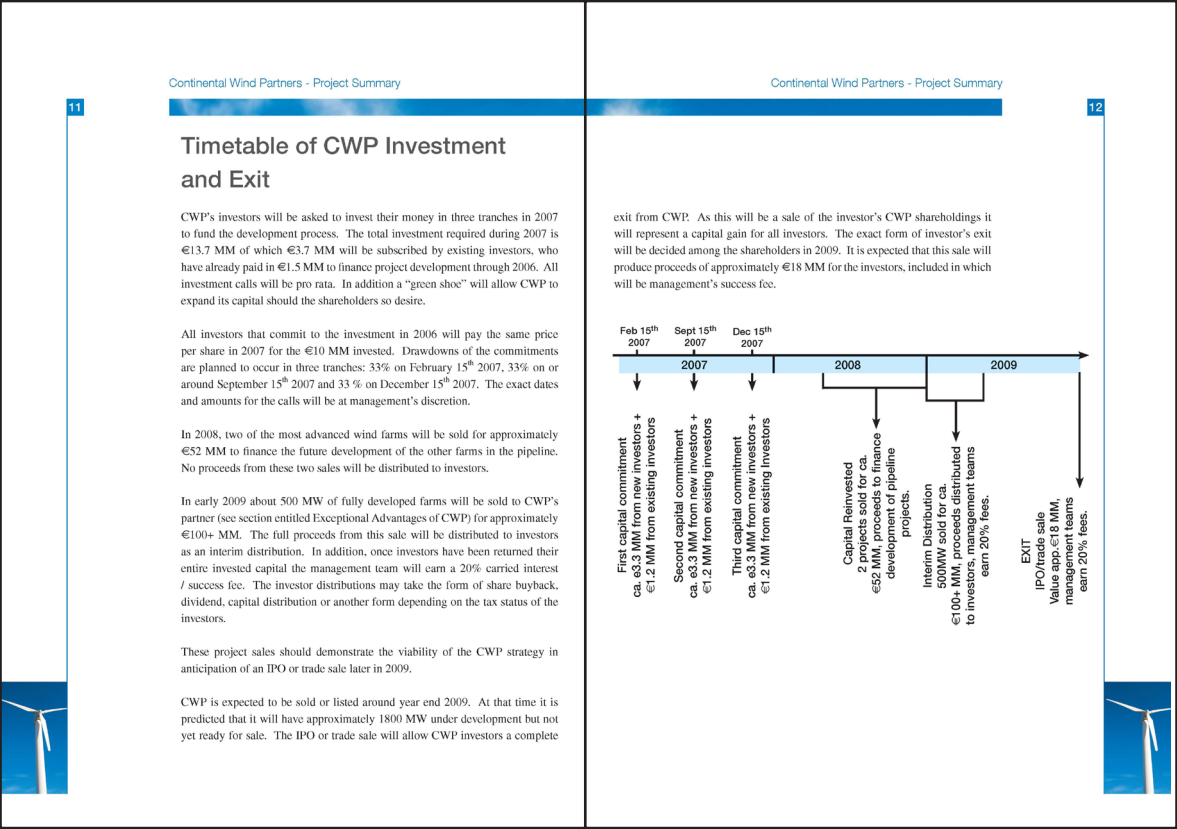 Continental Wind Partners - Project Summary
11
Timetable of CWP Investment
and Exit
CWP's investors will be asked to invest their money in three tranches in 2007
to fund the development process. The total investment required during 2007 is
€13.7 MM of which €3.7 MM will be subscribed by existing investors, who
have already paid in €1.5 MM to finance project development through 2006. All
investment calls will be pro rata. In addition a “green shoe” will allow CWP to
expand its capital should the shareholders so desire.
All investors that commit to the investment in 2006 will pay the same price
per share in 2007 for the €10 MM invested. Drawdowns of the commitments
are planned to occur in three tranches: 33% on February 15th 2007, 33% on or
around September 15th 2007 and 33 % on December 15th 2007. The exact dates
and amounts for the calls will be at management's discretion.
In 2008, two of the most advanced wind farms will be sold for approximately
€52 MM to finance the future development of the other farms in the pipeline.
No proceeds from these two sales will be distributed to investors.
In early 2009 about 500 MW of fully developed farms will be sold to CWP's
partner (see section entitled Exceptional Advantages of CWP) for approximately
€100+ MM. The full proceeds from this sale will be distributed to investors
as an interim distribution. In addition, once investors have been returned their
entire invested capital the management team will earn a 20% carried interest
/ success fee. The investor distributions may take the form of share buyback,
dividend, capital distribution or another form depending on the tax status of the
investors.
These project sales should demonstrate the viability of the CWP strategy in
anticipation of an IPO or trade sale later in 2009.
CWP is expected to be sold or listed around year end 2009. At that time it is
predicted that it will have approximately 1800 MW under development but not
yet ready for sale. The IPO or trade sale will allow CWP investors a complete
Continental Wind Partners - Project Summary
12
exit from CWP. As this will be a sale of the investor's CWP shareholdings it
will represent a capital gain for all investors. The exact form of investor's exit
will be decided among the shareholders in 2009. It is expected that this sale will
produce proceeds of approximately €18 MM for the investors, included in which
will be management's success fee.
Feb 15th
2007
Sept 15th
2007
Dec 15th
2007
2007
2008
2009
First capital commitment
ca. e3.3 MM from new investors +
€1.2 MM from existing investors
Second capital commitment
ca. e3.3 MM from new investors +
€1.2 MM from existing investors
Third capital commitment
ca. e3.3 MM from new investors +
€1.2 MM from existing Investors
Capital Reinvested
2 projects sold for ca.
€52 MM, proceeds to finance
development of pipeline
projects.
Interim Distribution
500MW sold for ca.
€100+ MM, proceeds distributed
to investors, management teams
earn 20% fees.
EXIT
IPO/trade sale
Value app.€18 MM,
management teams
earn 20% fees.